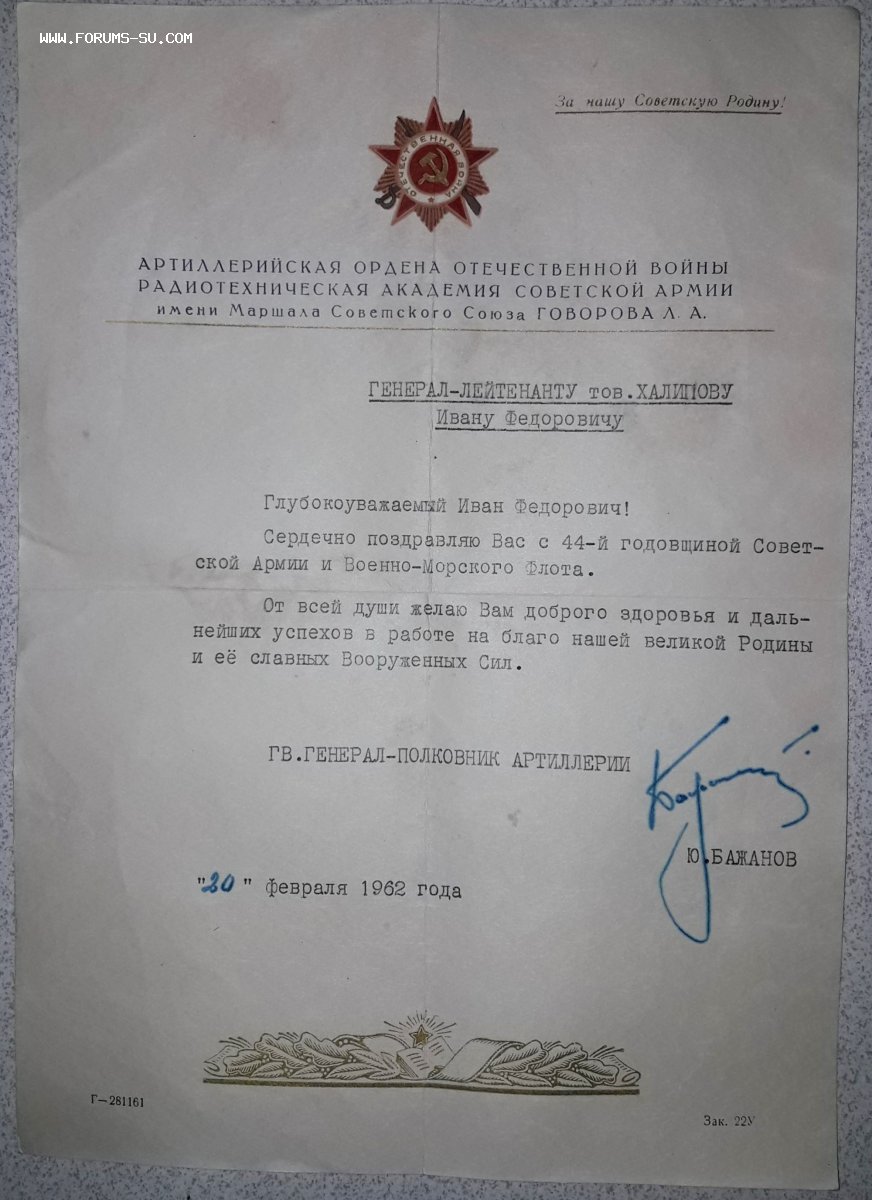 WWW.FORUMS-SU.COM
За нашу Советскую Родину!
ОТЕЧЕСТВЕННАЯ ВОЙНА
АРТИЛЛЕРИЙСКАЯ ОРДЕНА ОТЕЧЕСТВЕННОЙ ВОЙНЫ
РАДИОТЕХНИЧЕСКАЯ АКАДЕМИЯ СОВЕТСКОЙ АРМИИ
имени Маршала Советского Союза ГОВОРОВА Л. А.
ГЕНЕРАЛ-ЛЕЙТЕНАНТУ тов.ХАЛИПОВУ
Ивану Федоровичу
Глубокоуважаемый Иван Федорович!
Сердечно поздравляю Вас с 44-й годовщиной Совет-
ской Армии и Военно-Морского Флота.
От всей души желаю Вам доброго здоровья и даль-
нейших успехов в работе на благо нашей великой Родины
и её славных Вооруженных Сил.
ГВ.ГЕНЕРАЛ-ПОЛКОВНИК АРТИЛЛЕРИИ
Ю.БАЖАНОВ
"20" февраля 1962 года
Г-281161
Зак. 22У